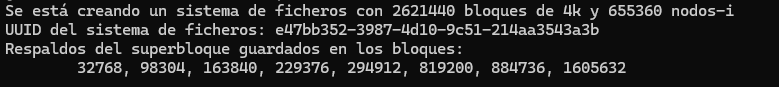 Se está creando un sistema de ficheros con 2621440 bloques de 4k y 655360 nodos-i
UUID del sistema de ficheros: e47bb352-3987-4d10-9c51-214aa3543a3b
Respaldos del superbloque guardados en los bloques:
32768, 98304, 163840, 229376, 294912, 819200, 884736, 1605632